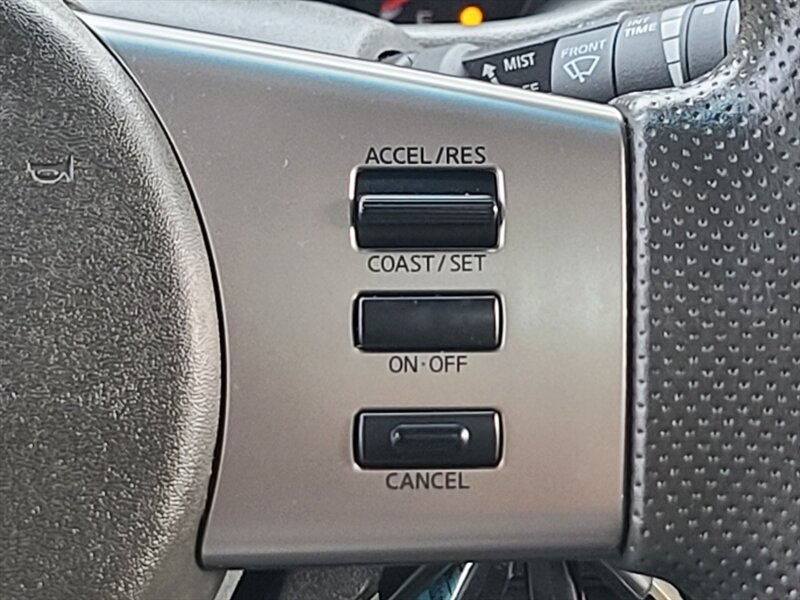 MIST
FRONT
INT
TIME
ACCEL/RES
COAST/SET
ON·OFF
CANCEL